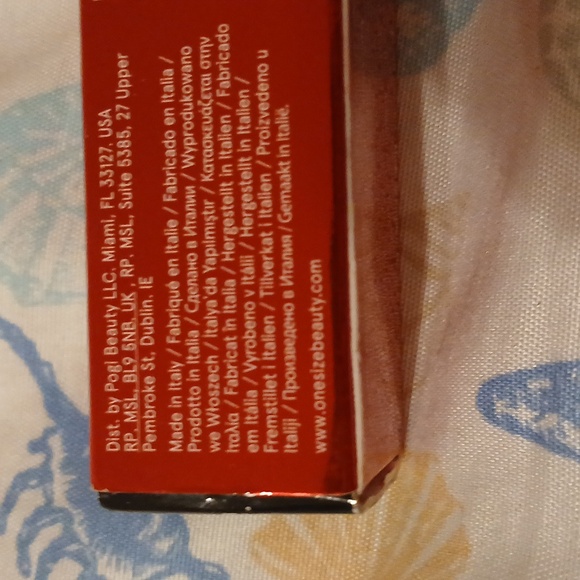 Dist. by Pogi Beauty LLC. Miami, FL 33127, USA
RP. MSL. BL9 5NB. UK , RP. MSL, Suite 5385, 27 Upper
Pembroke St, Dublin. IE
Made in Italy / Fabriqué en Italie / Fabricado en Italia /
Prodotto in Italia / Сделано в Италии / Wyprodukowano
we Włoszech / İtalya'da Yapılmıştır / Κατασκευάζεται στην
Ιταλία / Fabricat în Italia / Hergestellt in Italien / Fabricado
em Itália / Vyrobeno v Itálii / Hergestellt in Italien /
Fremstillet i Italien / Tillverkat i Italien / Proizvedeno u
Italiji / Произведено в Италия / Gemaakt in Italië.
www.onesizebeauty.com